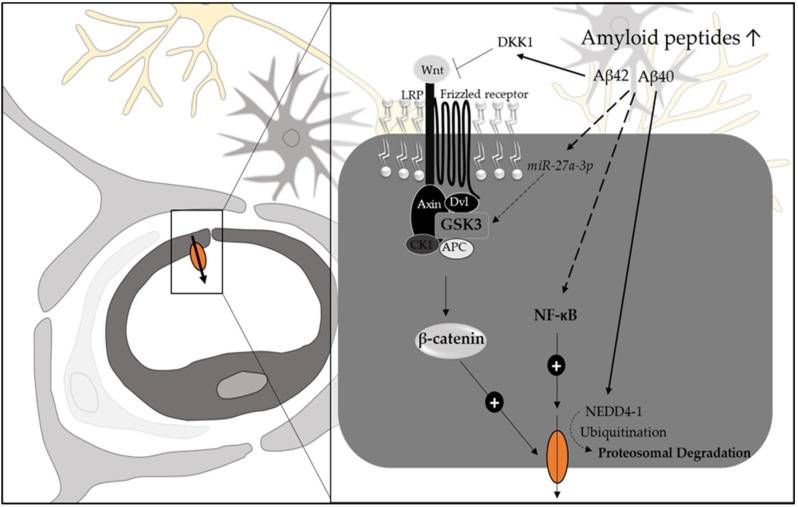 Amyloid peptides ↑
DKK1
Wnt
Aβ42 Aβ40
LRP Frizzled receptor
miR-27a-3p
Axin Dvl
GSK3
CK1 APC
NF-κB
β-catenin
+
+
NEDD4-1
Ubiquitination
Proteosomal Degradation